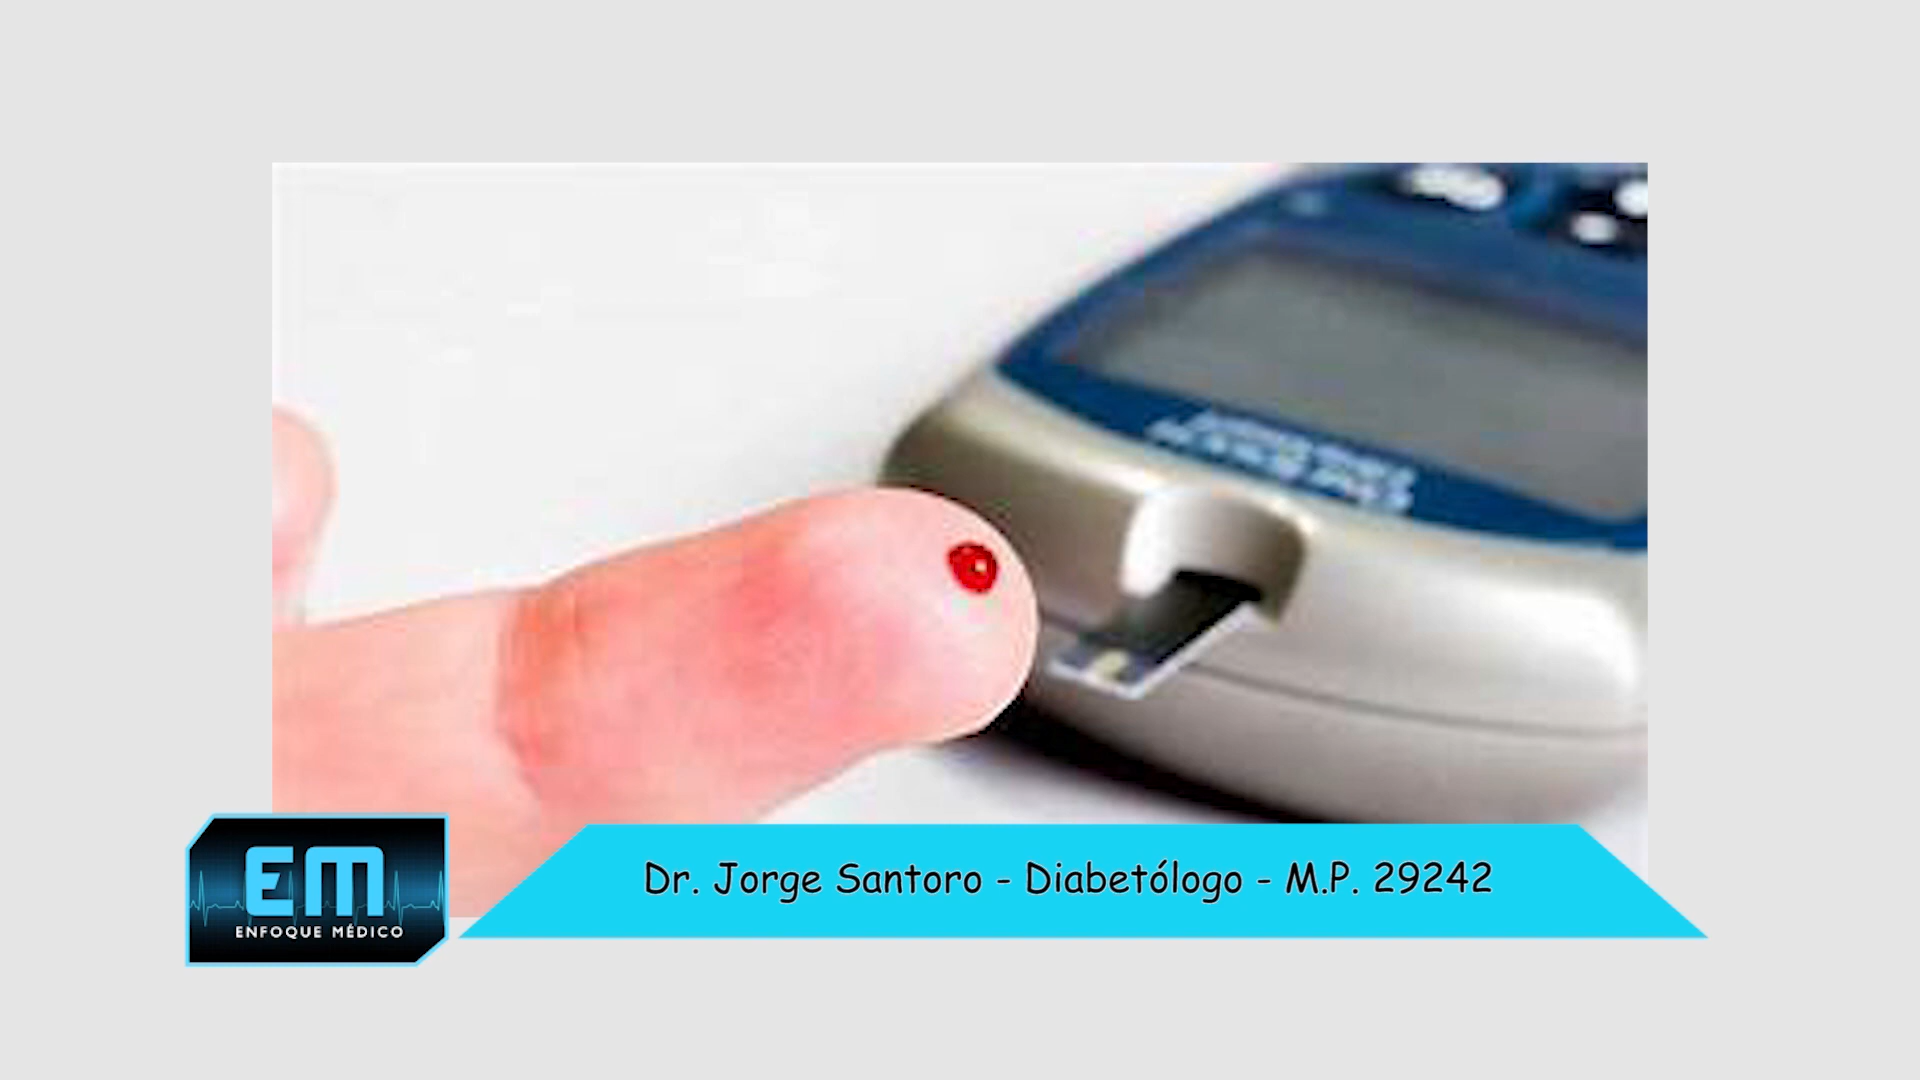 EM
ENFOQUE MÉDICO
Dr. Jorge Santoro - Diabetólogo - M.P. 29242